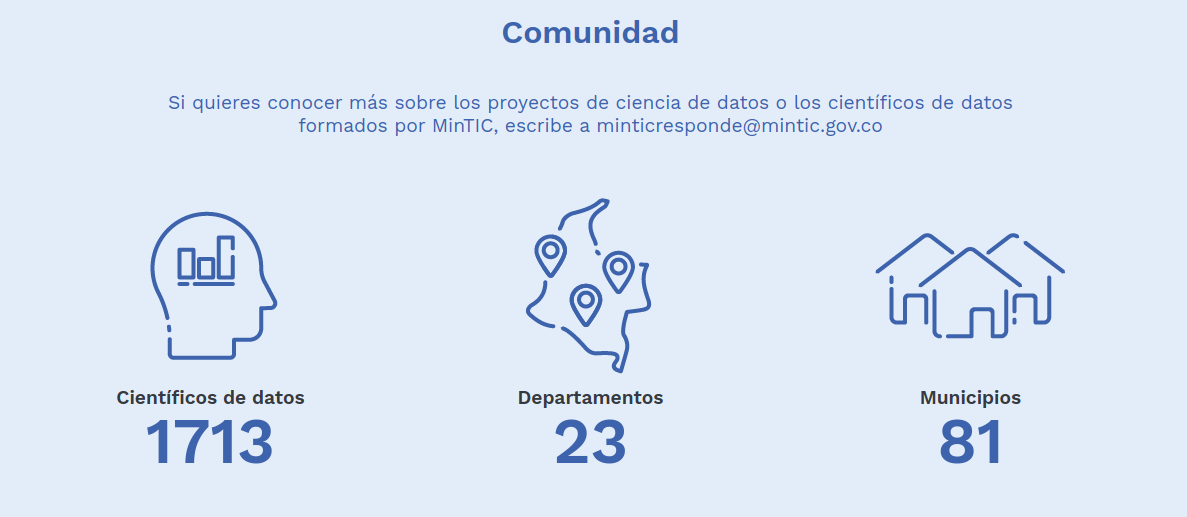 Comunidad
Si quieres conocer más sobre los proyectos de ciencia de datos o los científicos de datos
formados por MinTIC, escribe a minticresponde@mintic.gov.co
Científicos de datos
1713
Departamentos
23
Municipios
81